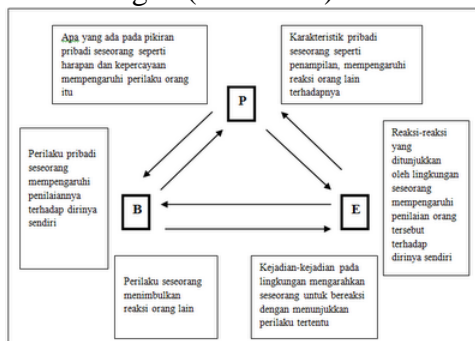 Apa yang ada pada pikiran
pribadi seseorang seperti
harapan dan kepercayaan
mempengaruhi perilaku orang
itu
Karakteristik pribadi
seseorang seperti
penampilan, mempengaruhi
reaksi orang lain
terhadapnya
P
Perilaku pribadi
seseorang
mempengaruhi
penilaiannya
terhadap dirinya
sendiri
B
E
Reaksi-reaksi
yang
ditunjukkan
oleh lingkungan
seseorang
mempengaruhi
penilaian orang
tersebut
terhadap
dirinya sendiri
Perilaku seseorang
menimbulkan
reaksi orang lain
Kejadian-kejadian pada
lingkungan mengarahkan
seseorang untuk bereaksi
dengan menunjukkan
perilaku tertentu